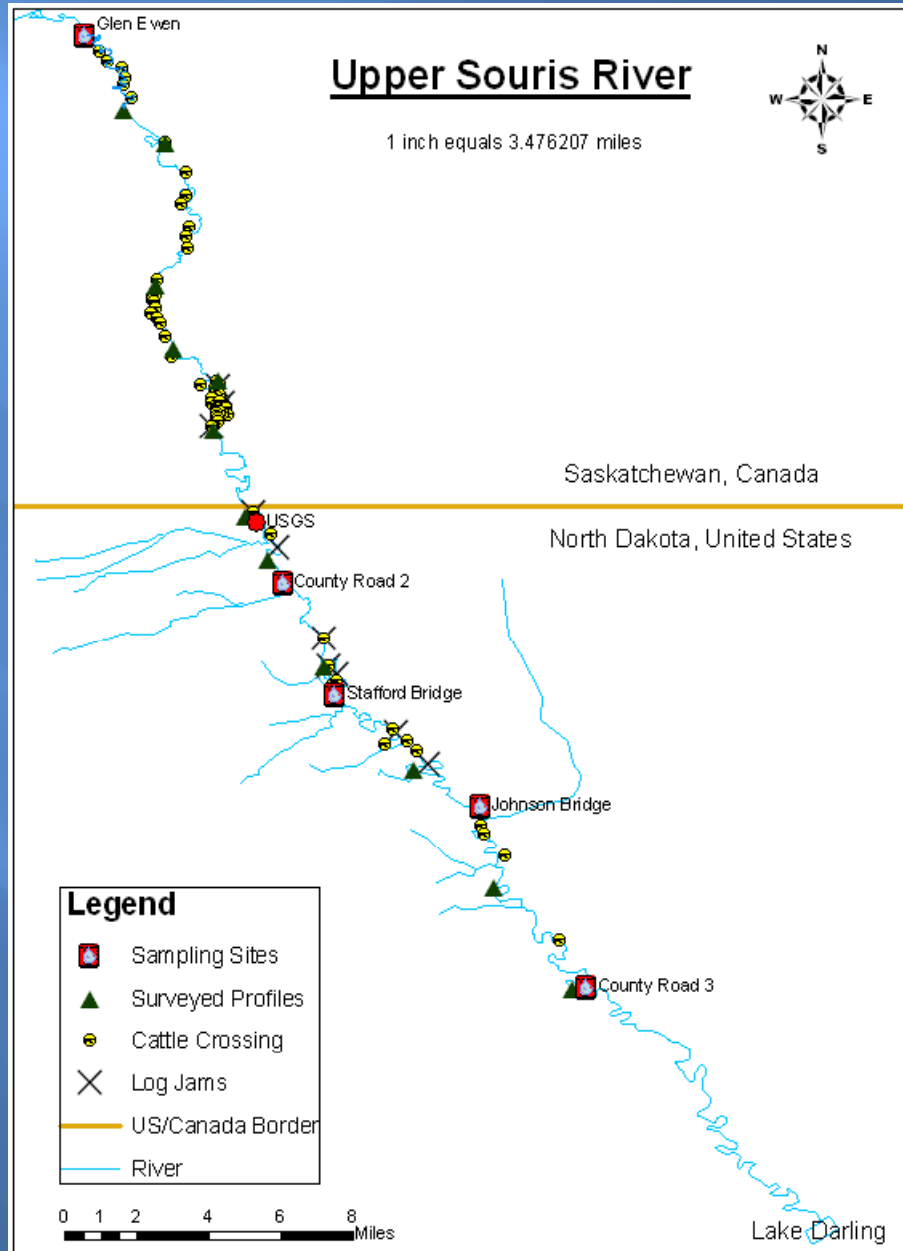 Glen Ewen
Upper Souris River
N
W E
S
1 inch equals 3.476207 miles
Saskatchewan, Canada
USGS
North Dakota, United States
County Road 2
Stafford Bridge
Johnson Bridge
County Road 3
Legend
Sampling Sites
Surveyed Profiles
Cattle Crossing
Log Jams
US/Canada Border
River
0 1 2 4 6 8
Miles
Lake Darling